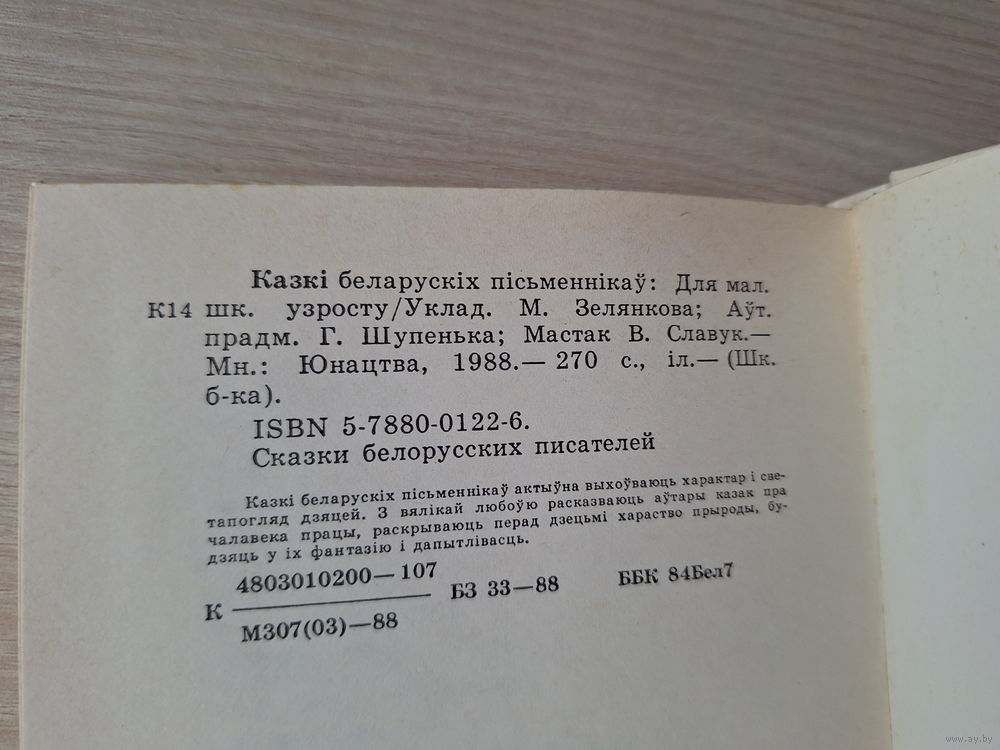 Казкі беларускіх пісьменнікаў: Для мал.
К14 шк. узросту/Уклад. М. Зелянкова; Аўт.
прадм. Г. Шупенька; Мастак В. Славук.—
Мн.: Юнацтва, 1988.— 270 с., іл.— (Шк.
б-ка).
ISBN 5-7880-0122-6.
Сказки белорусских писателей
Казкі беларускіх пісьменнікаў актыўна выхоўваюць характар і све-
тапогляд дзяцей. З вялікай любоўю расказваюць аўтары казак пра
чалавека працы, раскрываюць перад дзецьмі хараство прыроды, бу-
дзяць у іх фантазію і дапытлівасць.
4803010200—107
К БЗ 33—88 ББК 84Бел7
М307(03)—88
www.ay.by